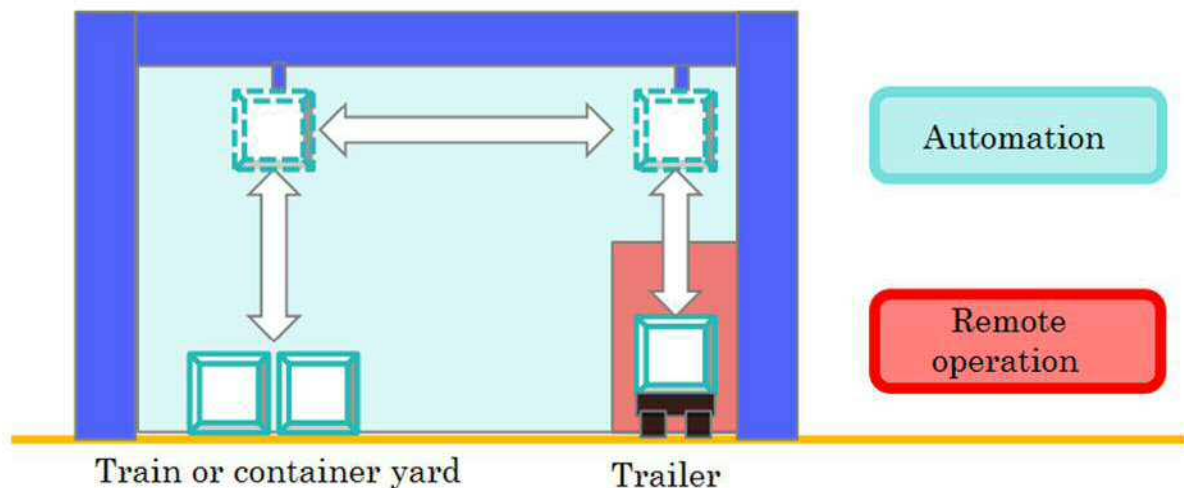 Automation
Remote
operation
Train or container yard
Trailer